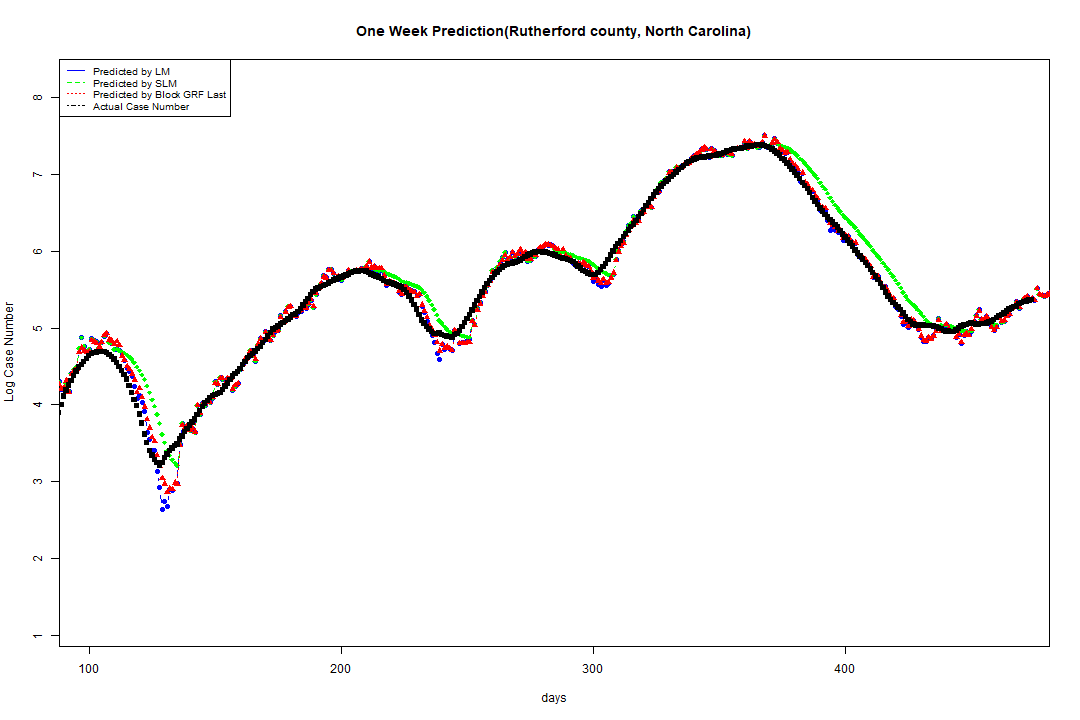 One Week Prediction(Rutherford county, North Carolina)
Predicted by LM
Predicted by SLM
Predicted by Block GRF Last
Actual Case Number
Log Case Number
8
7
6
5
4
3
2
1
100 200 300 400
days